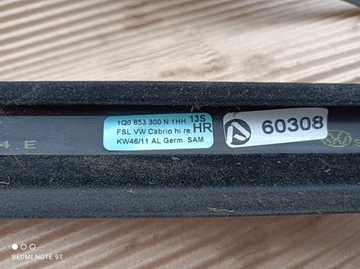 1Q0 853 300 N 1HH 13S
FSL VW Cabrio hi.re. HR
KW46/11 AL Germ. SAM
60308
4.E
REDMI NOTE 9T